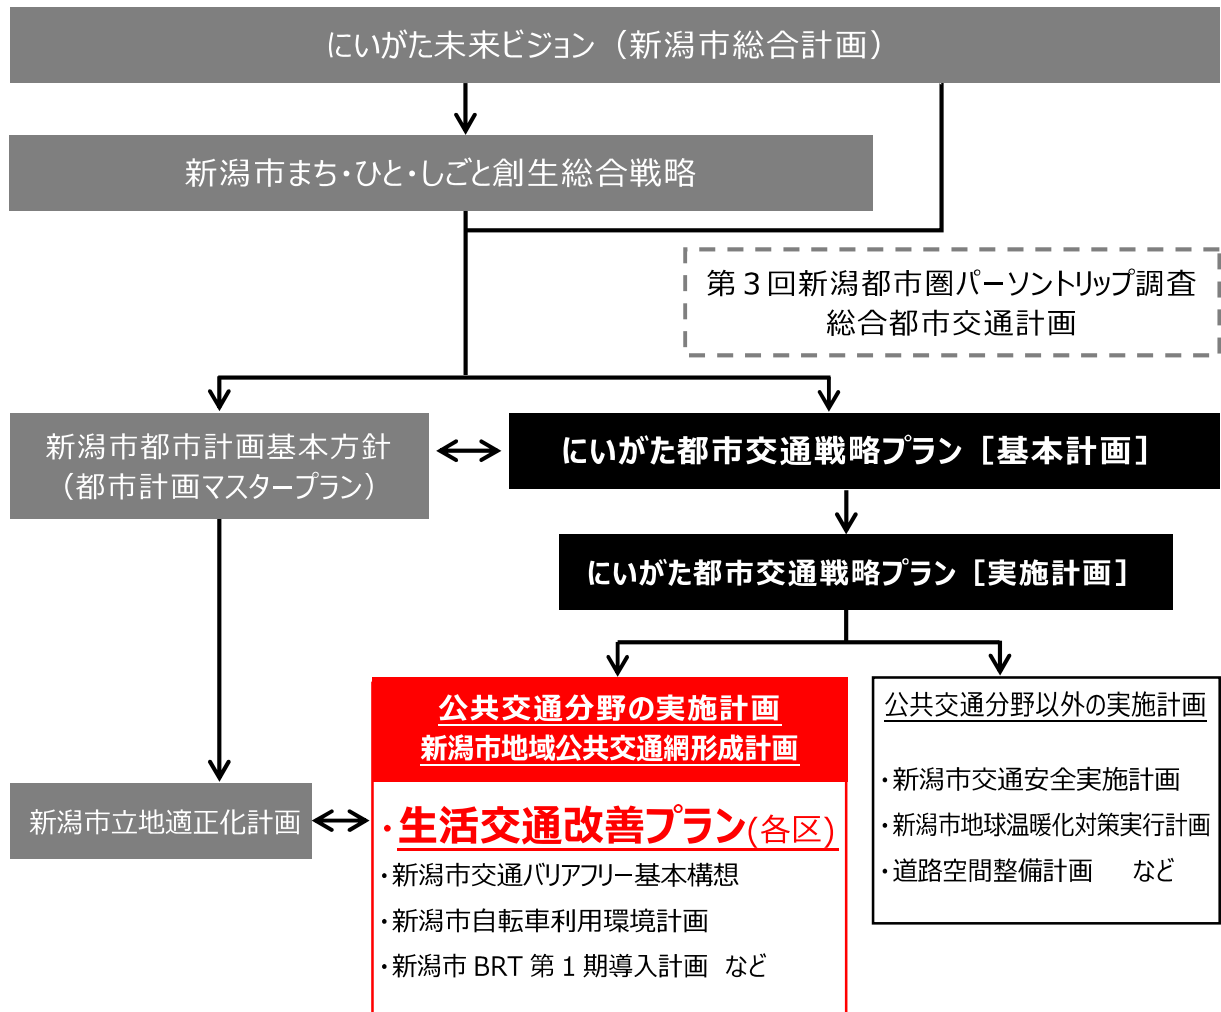 にいがた未来ビジョン（新潟市総合計画）
新潟市まち・ひと・しごと創生総合戦略
第３回新潟都市圏パーソントリップ調査
総合都市交通計画
新潟市都市計画基本方針
（都市計画マスタープラン）
にいがた都市交通戦略プラン［基本計画］
にいがた都市交通戦略プラン［実施計画］
公共交通分野の実施計画
新潟市地域公共交通網形成計画
・生活交通改善プラン(各区)
・新潟市交通バリアフリー基本構想
・新潟市自転車利用環境計画
・新潟市 BRT 第１期導入計画 など
公共交通分野以外の実施計画
・新潟市交通安全実施計画
・新潟市地球温暖化対策実行計画
・道路空間整備計画　など
新潟市立地適正化計画